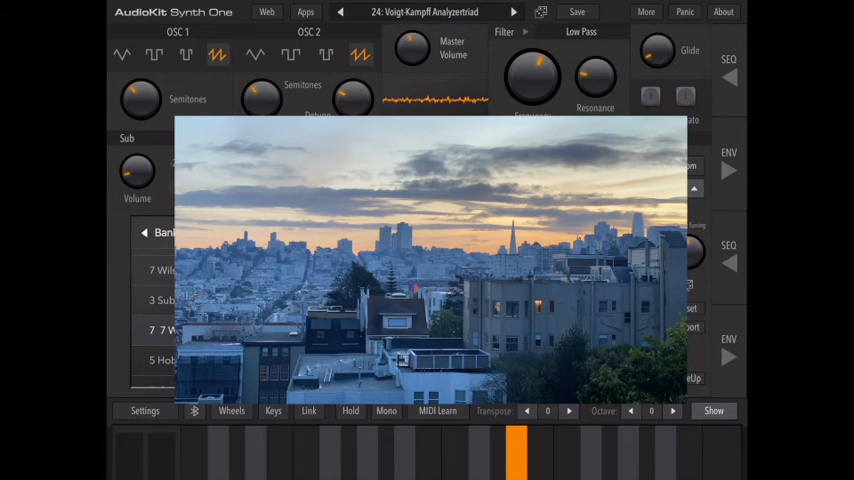 AudioKit Synth One
Web
Apps
24: Voigt-Kampff Analyzertriad
Save
More
Panic
About
OSC 1
OSC 2
Master
Volume
Filter
Low Pass
Glide
SEQ
Semitones
Semitones
Resonance
Sub
ENV
Volume
Tuning
SEQ
7
3 Sub
7 7 W
5 Hob
ENV
Settings
Wheels
Keys
Link
Hold
Mono
MIDI Learn
Transpose:
0
Octave:
0
Show